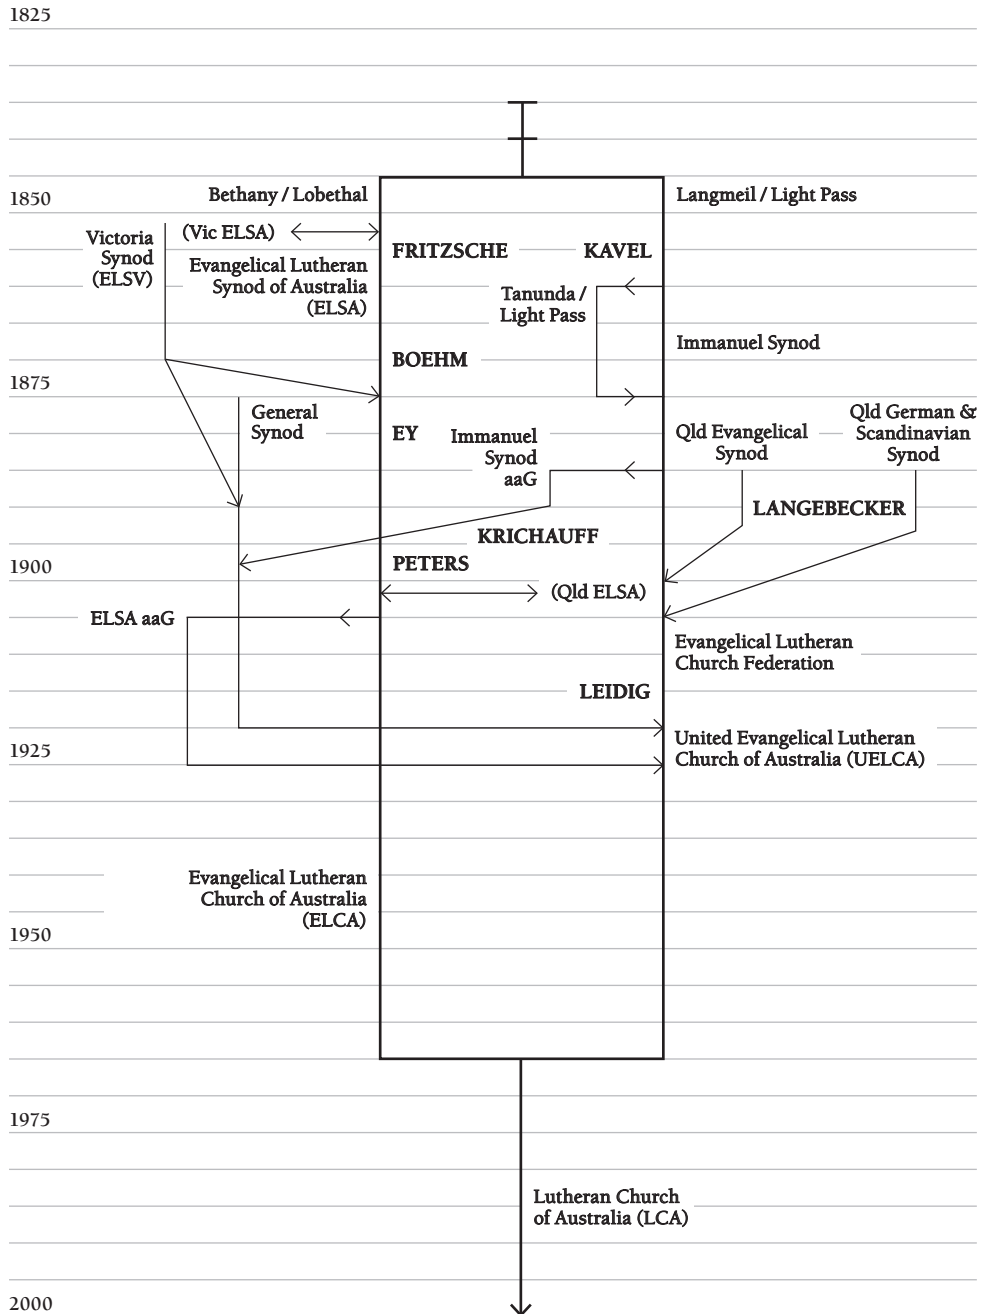 1825
1850
Bethany / Lobethal
Langmeil / Light Pass
Victoria
Synod
(ELSV)
(Vic ELSA)
FRITZSCHE
KAVEL
Evangelical Lutheran
Synod of Australia
(ELSA)
Tanunda /
Light Pass
Immanuel Synod
BOEHM
1875
General
Synod
EY
Immanuel
Synod
aaG
Qld Evangelical
Synod
Qld German &
Scandinavian
Synod
LANGEBECKER
KRICHAUFF
PETERS
1900
(Qld ELSA)
ELSA aaG
Evangelical Lutheran
Church Federation
LEIDIG
1925
United Evangelical Lutheran
Church of Australia (UELCA)
Evangelical Lutheran
Church of Australia
(ELCA)
1950
1975
Lutheran Church
of Australia (LCA)
2000